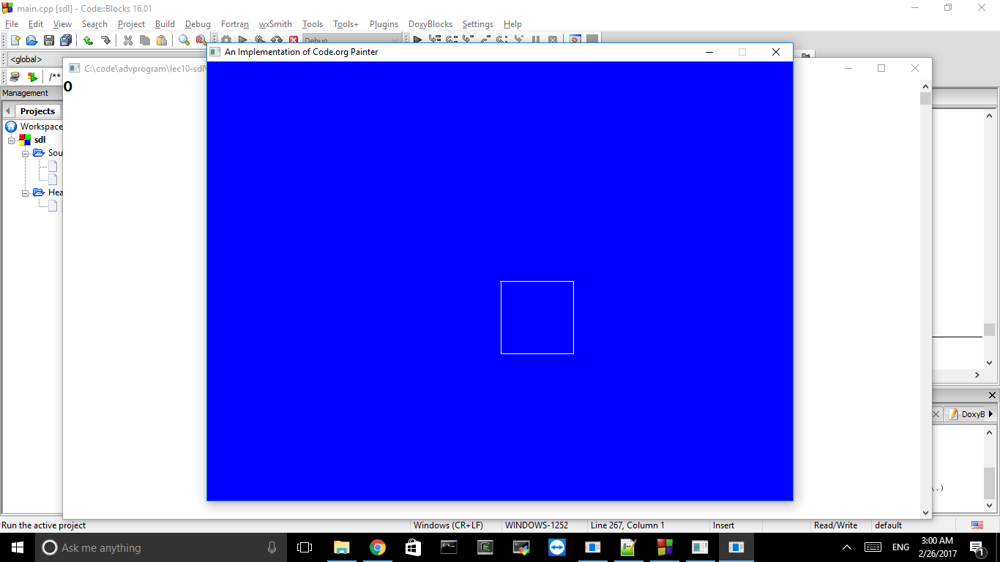 main.cpp [sdl] - Code::Blocks 16.01
File Edit View Search Project Build Debug Fortran wxSmith Tools Tools+ Plugins DoxyBlocks Settings Help
Debug
An Implementation of Code.org Painter
<global>
C:\code\advprogram\lec10-sdl\
/**
0
Management
Projects
Workspace
sdl
Sou
Hea
DoxyB
\.)
Run the active project Windows (CR+LF) WINDOWS-1252 Line 267, Column 1 Insert Read/Write default
Ask me anything
ENG
3:00 AM
2/26/2017
1